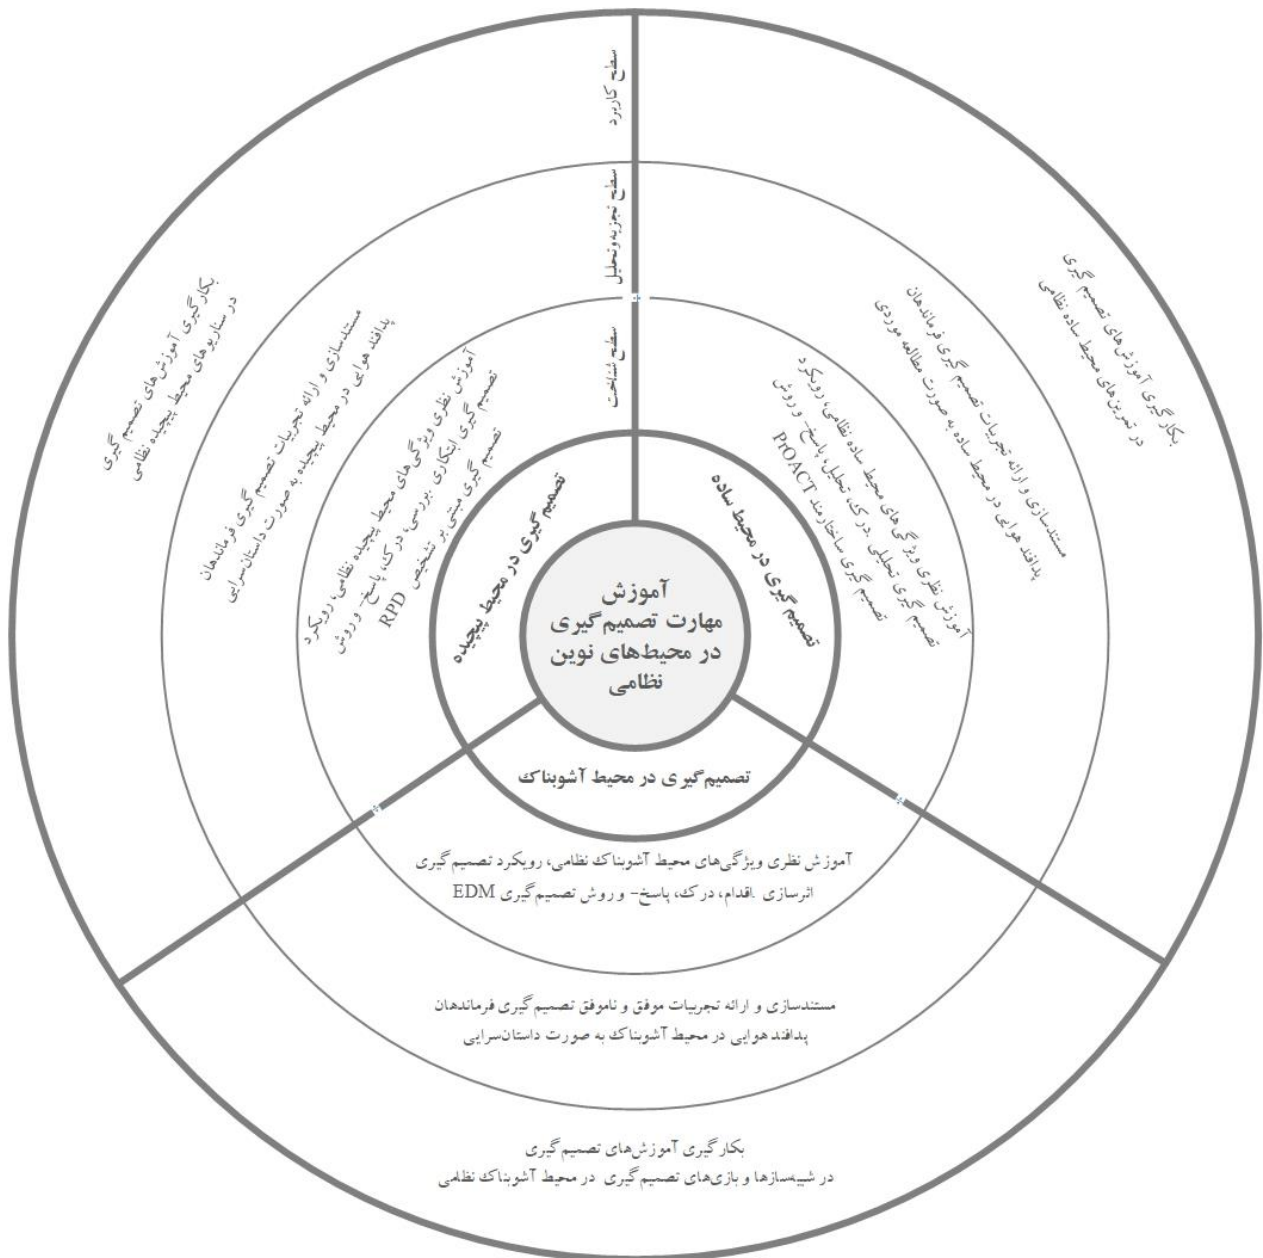 آموزش
مهارت تصمیم‌گیری
در محیط‌های نوین
نظامی
سطح کاربرد
سطح تجزیه‌وتحلیل
سطح شناخت
تصمیم گیری در محیط ساده
آموزش نظری ویژگی‌های محیط ساده نظامی، رویکرد
تصمیم گیری تحلیلی -درک، تحلیل، پاسخ- و روش
تصمیم گیری ساختارمند PrOACT
مستندسازی و ارائه تجربیات تصمیم گیری فرماندهان
پدافند هوایی در محیط ساده به صورت مطالعه موردی
بکارگیری آموزش‌های تصمیم گیری
در تمرین‌های محیط ساده نظامی
تصمیم گیری در محیط پیچیده
آموزش نظری ویژگی‌های محیط پیچیده نظامی، رویکرد
تصمیم گیری ابتکاری -بررسی، درک، پاسخ- و روش
تصمیم گیری مبتنی بر تشخیص RPD
مستندسازی و ارائه تجربیات تصمیم گیری فرماندهان
پدافند هوایی در محیط پیچیده به صورت داستان‌سرایی
بکارگیری آموزش‌های تصمیم گیری
در سناریوهای محیط پیچیده نظامی
تصمیم‌گیری در محیط آشوبناک
آموزش نظری ویژگی‌های محیط آشوبناک نظامی، رویکرد تصمیم‌گیری
اثرسازی -اقدام، درک، پاسخ- و روش تصمیم‌گیری EDM
مستندسازی و ارائه تجربیات موفق و ناموفق تصمیم‌گیری فرماندهان
پدافند هوایی در محیط آشوبناک به صورت داستان‌سرایی
بکارگیری آموزش‌های تصمیم‌گیری
در شبیه‌سازها و بازی‌های تصمیم‌گیری در محیط آشوبناک نظامی